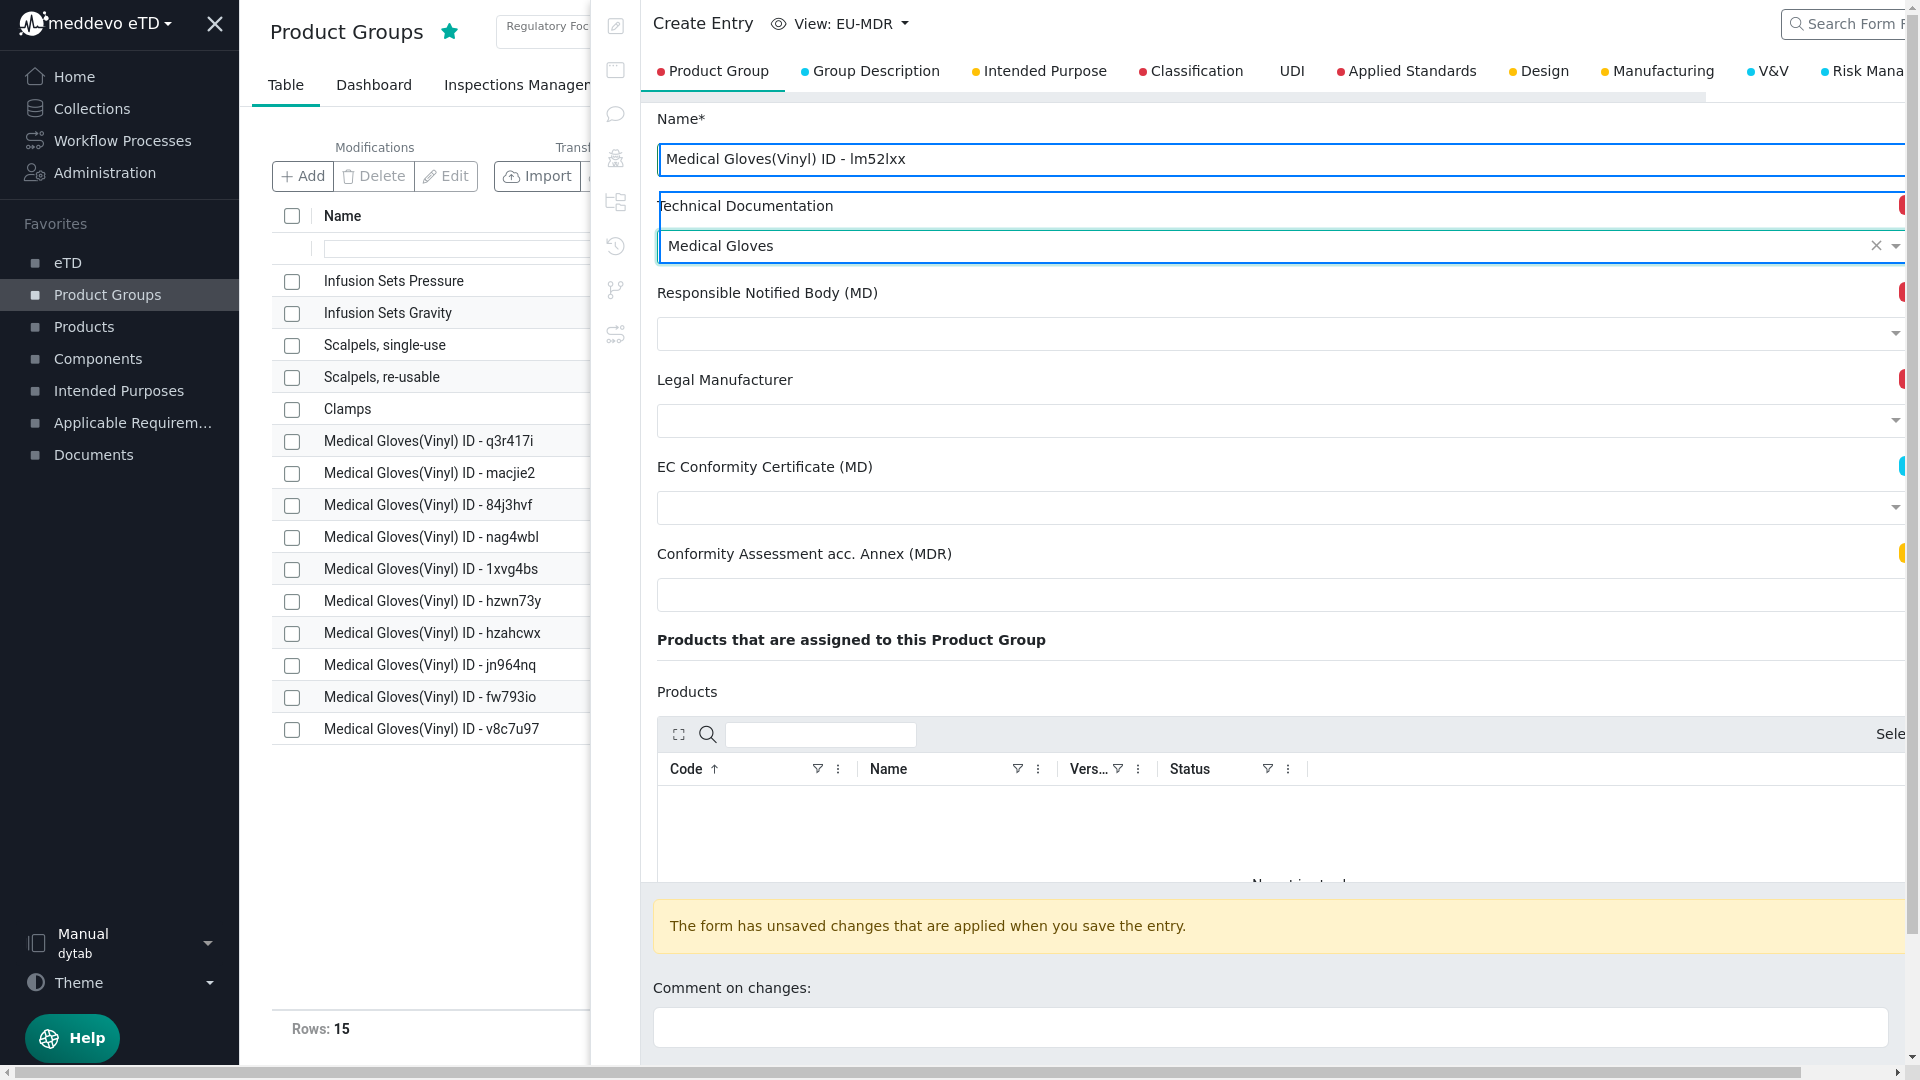 meddevo eTD
Home
Collections
Workflow Processes
Administration
Favorites
eTD
Product Groups
Products
Components
Intended Purposes
Applicable Requirem...
Documents
Manual
dytab
Theme
Help
Product Groups
Regulatory Foc
Table
Dashboard
Inspections Manager
Modifications
Transf
Add
Delete
Edit
Import
Name
Infusion Sets Pressure
Infusion Sets Gravity
Scalpels, single-use
Scalpels, re-usable
Clamps
Medical Gloves(Vinyl) ID - q3r417i
Medical Gloves(Vinyl) ID - macjie2
Medical Gloves(Vinyl) ID - 84j3hvf
Medical Gloves(Vinyl) ID - nag4wbl
Medical Gloves(Vinyl) ID - 1xvg4bs
Medical Gloves(Vinyl) ID - hzwn73y
Medical Gloves(Vinyl) ID - hzahcwx
Medical Gloves(Vinyl) ID - jn964nq
Medical Gloves(Vinyl) ID - fw793io
Medical Gloves(Vinyl) ID - v8c7u97
Rows: 15
Create Entry
View: EU-MDR
Search Form F
Product Group
Group Description
Intended Purpose
Classification
UDI
Applied Standards
Design
Manufacturing
V&V
Risk Mana
Name*
Medical Gloves(Vinyl) ID - lm52lxx
Technical Documentation
Medical Gloves
Responsible Notified Body (MD)
Legal Manufacturer
EC Conformity Certificate (MD)
Conformity Assessment acc. Annex (MDR)
Products that are assigned to this Product Group
Products
Sele
Code
Name
Vers...
Status
The form has unsaved changes that are applied when you save the entry.
Comment on changes: